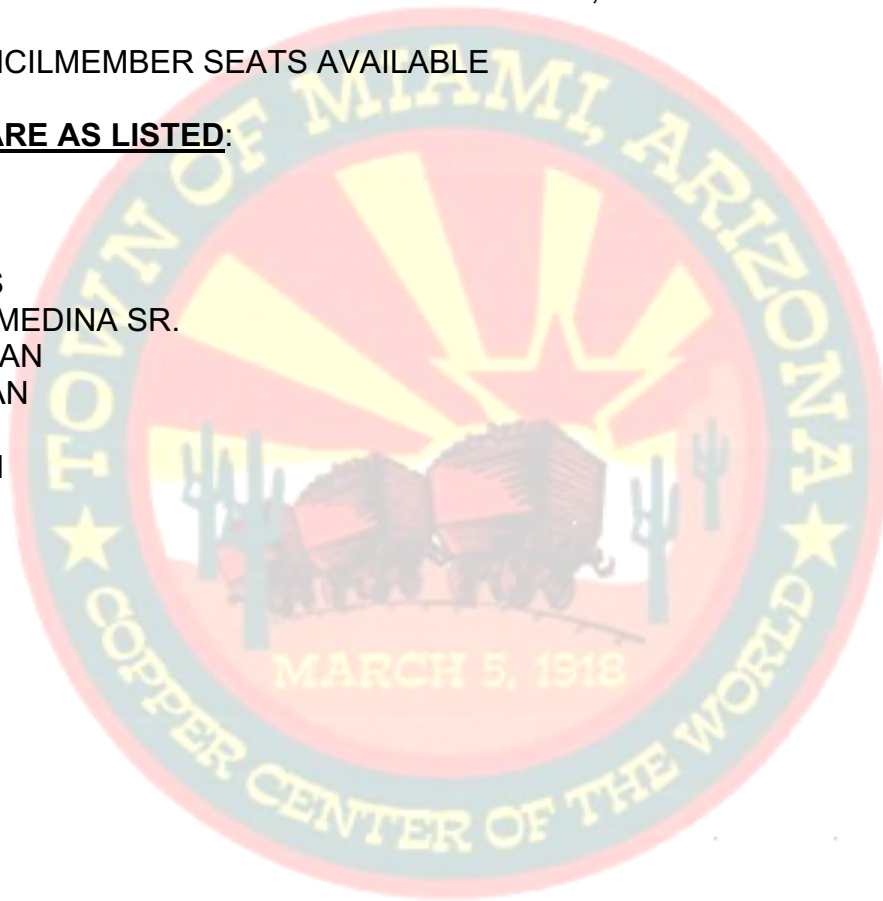 NCILMEMBER SEATS AVAILABLE
ARE AS LISTED:
S
MEDINA SR.
AN
AN
N
TOWN OF MIAMI, ARIZONA
MARCH 5, 1918
COPPER CENTER OF THE WORLD